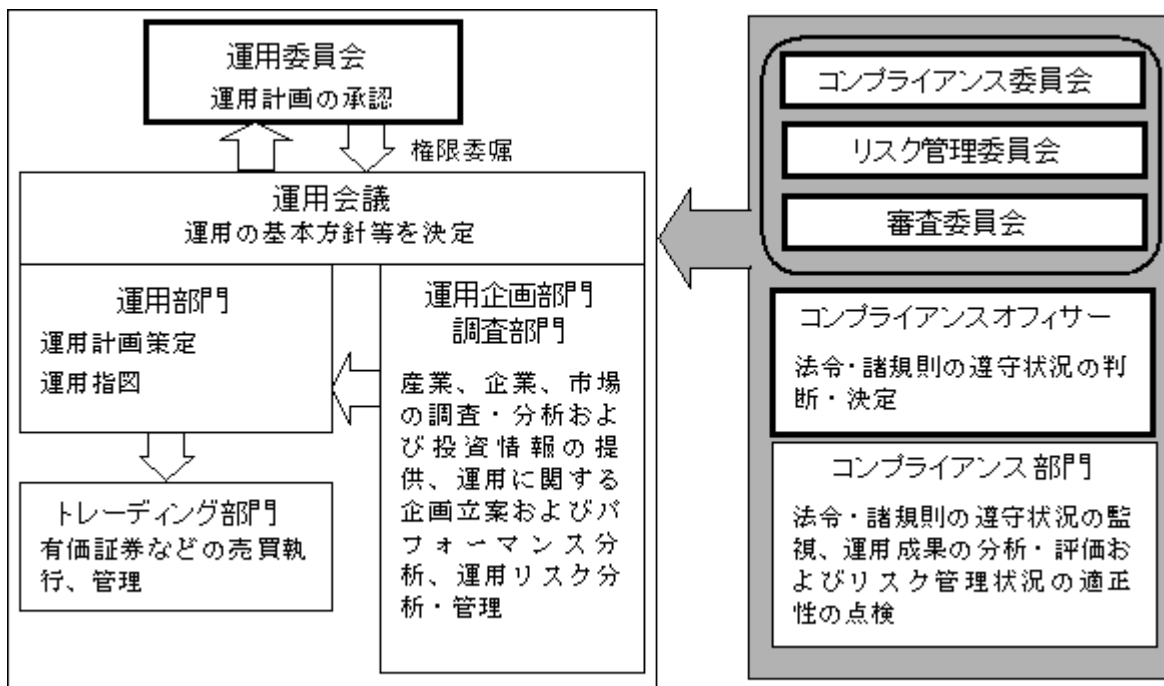 運用委員会
運用計画の承認
権限委嘱
運用会議
運用の基本方針等を決定
運用部門
運用計画策定
運用指図
運用企画部門
調査部門
産業、企業、市場
の調査・分析およ
び投資情報の提
供、運用に関する
企画立案およびパ
フォーマンス分
析、運用リスク分
析・管理
トレーディング部門
有価証券などの売買執
行、管理
コンプライアンス委員会
リスク管理委員会
審査委員会
コンプライアンスオフィサー
法令・諸規則の遵守状況の判
断・決定
コンプライアンス部門
法令・諸規則の遵守状況の監
視、運用成果の分析・評価お
よびリスク管理状況の適正
性の点検